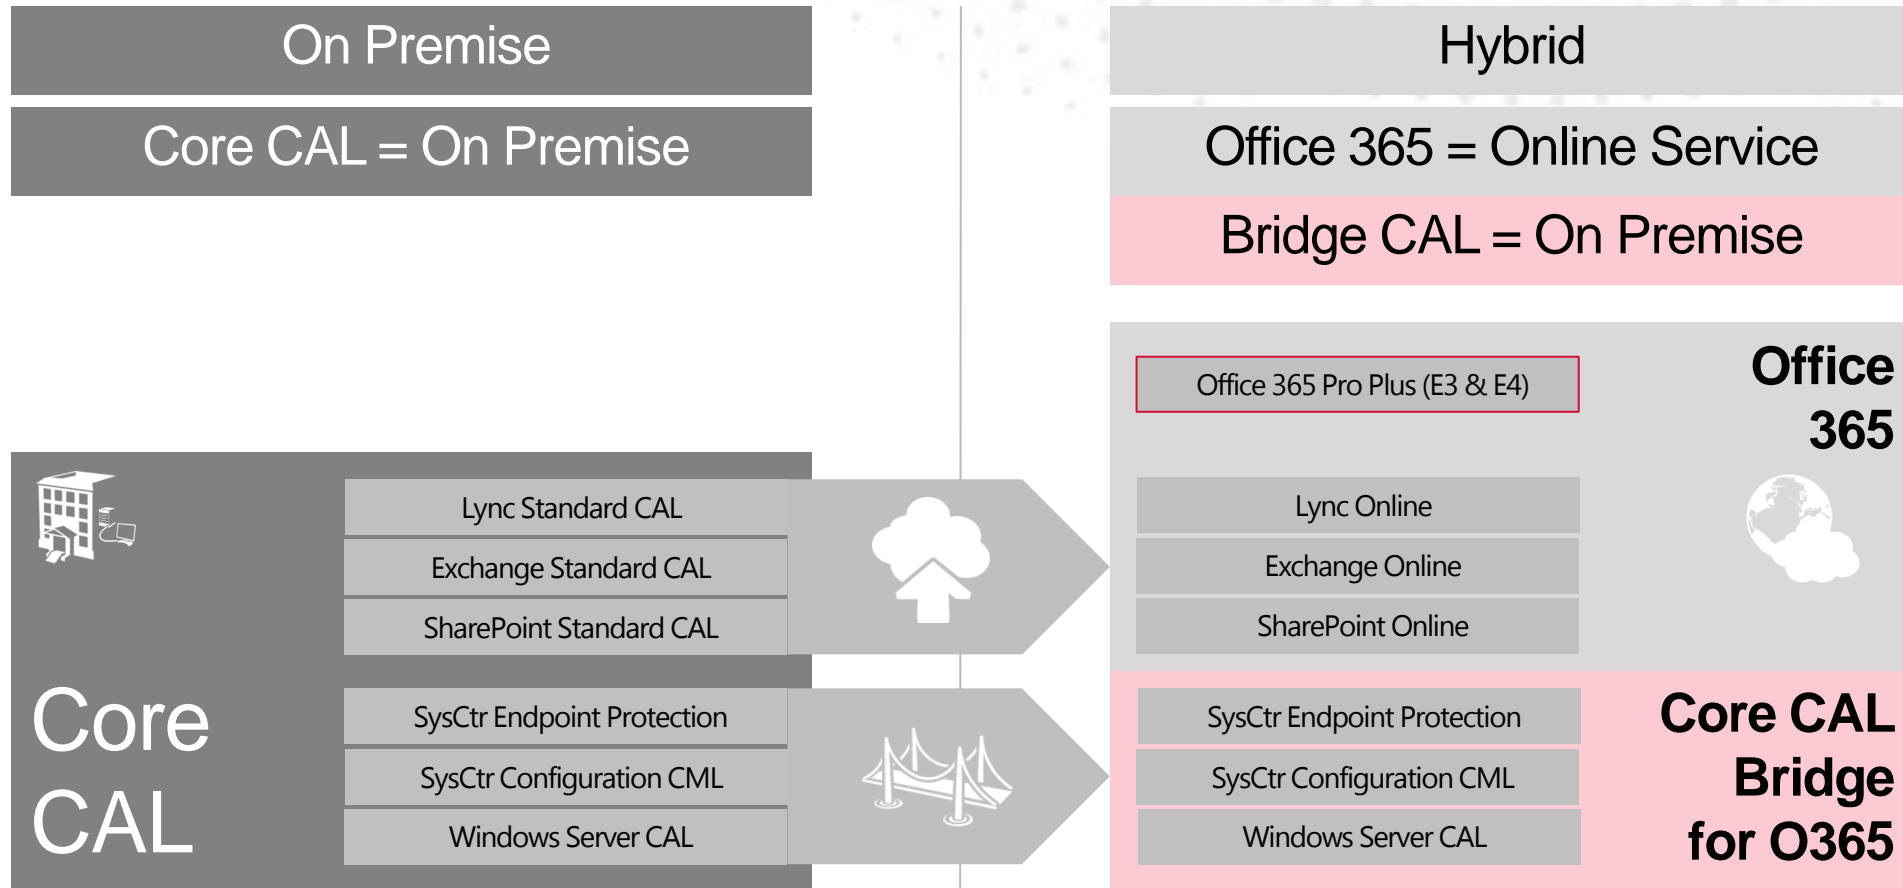 On Premise
Core CAL = On Premise
Hybrid
Office 365 = Online Service
Bridge CAL = On Premise
Core
CAL
Lync Standard CAL
Exchange Standard CAL
SharePoint Standard CAL
SysCtr Endpoint Protection
SysCtr Configuration CML
Windows Server CAL
Office 365 Pro Plus (E3 & E4)
Office
365
Lync Online
Exchange Online
SharePoint Online
SysCtr Endpoint Protection
SysCtr Configuration CML
Windows Server CAL
Core CAL
Bridge
for O365